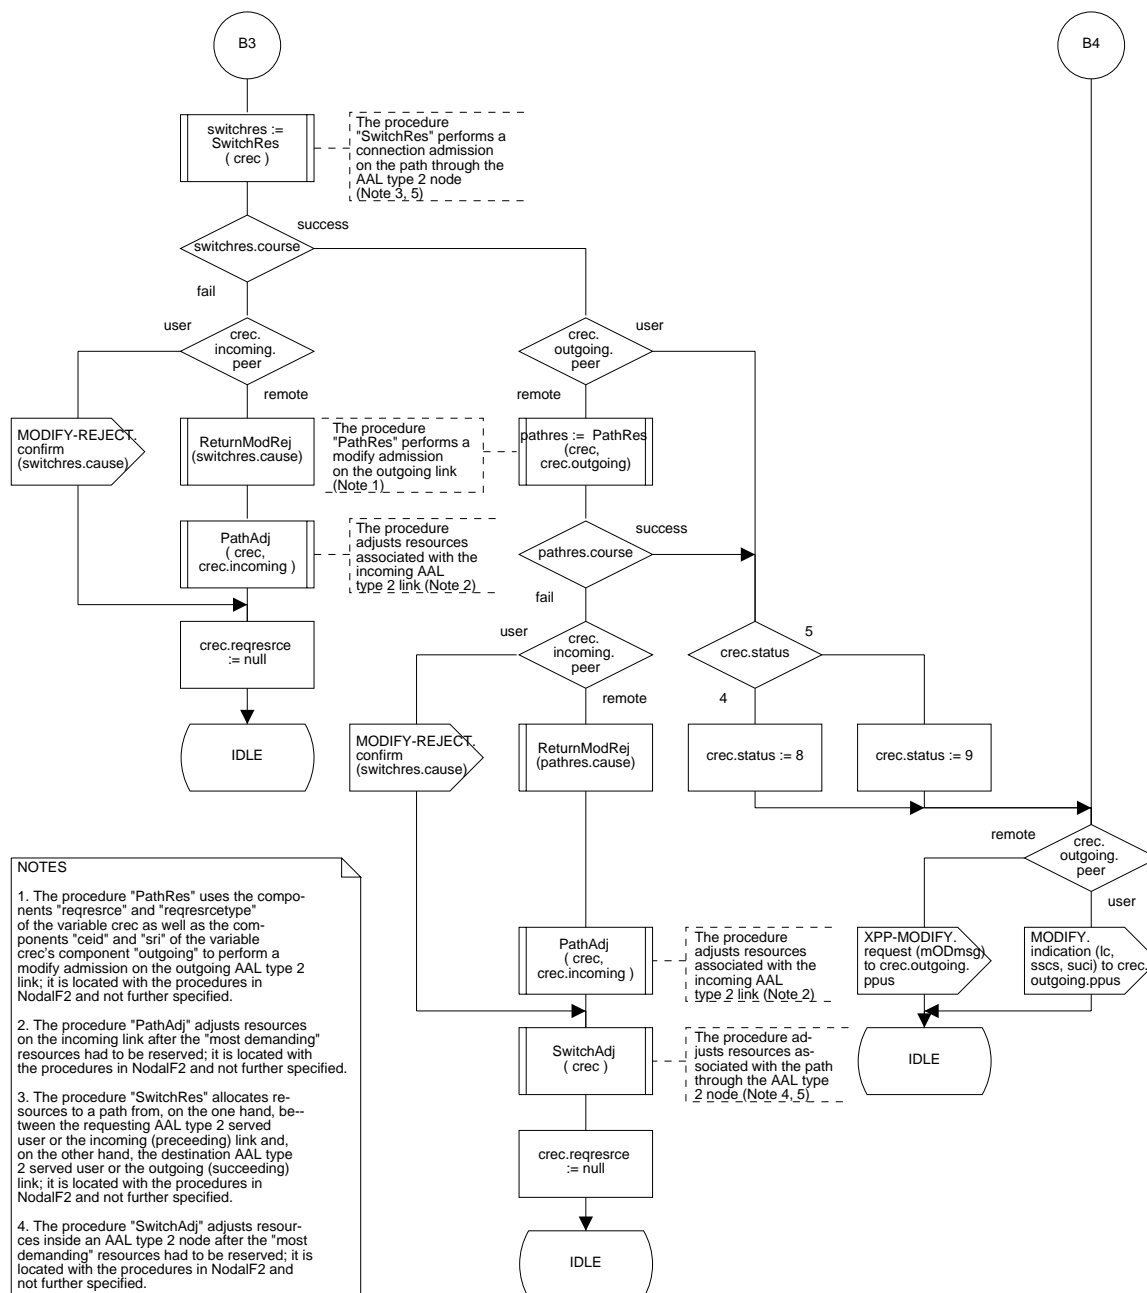 B3
B4
switchres :=
SwitchRes
( crec )
The procedure
"SwitchRes" performs a
connection admission
on the path through the
AAL type 2 node
(Note 3, 5)
success
switchres.course
fail
user
crec.
incoming.
peer
remote
crec.
outgoing.
peer
user
remote
MODIFY-REJECT.
confirm
(switchres.cause)
ReturnModRej
(switchres.cause)
The procedure
"PathRes" performs a
modify admission
on the outgoing link
(Note 1)
pathres := PathRes
(crec,
crec.outgoing)
PathAdj
( crec,
crec.incoming )
The procedure
adjusts resources
associated with the
incoming AAL
type 2 link (Note 2)
success
pathres.course
fail
crec.reqresrce
:= null
user
crec.
incoming.
peer
remote
5
crec.status
4
IDLE
MODIFY-REJECT.
confirm
(switchres.cause)
ReturnModRej
(pathres.cause)
crec.status := 8
crec.status := 9
remote
crec.
outgoing.
peer
user
NOTES
1. The procedure "PathRes" uses the compo-
nents "reqresrce" and "reqresrcetype"
of the variable crec as well as the com-
ponents "ceid" and "sri" of the variable
crec's component "outgoing" to perform a
modify admission on the outgoing AAL type 2
link; it is located with the procedures in
NodalF2 and not further specified.
2. The procedure "PathAdj" adjusts resources
on the incoming link after the "most demanding"
resources had to be reserved; it is located with
the procedures in NodalF2 and not further specified.
3. The procedure "SwitchRes" allocates re-
sources to a path from, on the one hand, be--
tween the requesting AAL type 2 served
user or the incoming (preceeding) link and,
on the other hand, the destination AAL type
2 served user or the outgoing (succeeding)
link; it is located with the procedures in
NodalF2 and not further specified.
4. The procedure "SwitchAdj" adjusts resour-
ces inside an AAL type 2 node after the "most
demanding" resources had to be reserved; it is
located with the procedures in NodalF2 and
not further specified.
PathAdj
( crec,
crec.incoming )
The procedure
adjusts resources
associated with the
incoming AAL
type 2 link (Note 2)
XPP-MODIFY.
request (mODmsg)
to crec.outgoing.
ppus
MODIFY.
indication (lc,
sscs, suci) to crec.
outgoing.ppus
SwitchAdj
( crec )
The procedure ad-
justs resources as-
sociated with the path
through the AAL type
2 node (Note 4, 5)
IDLE
crec.reqresrce
:= null
IDLE